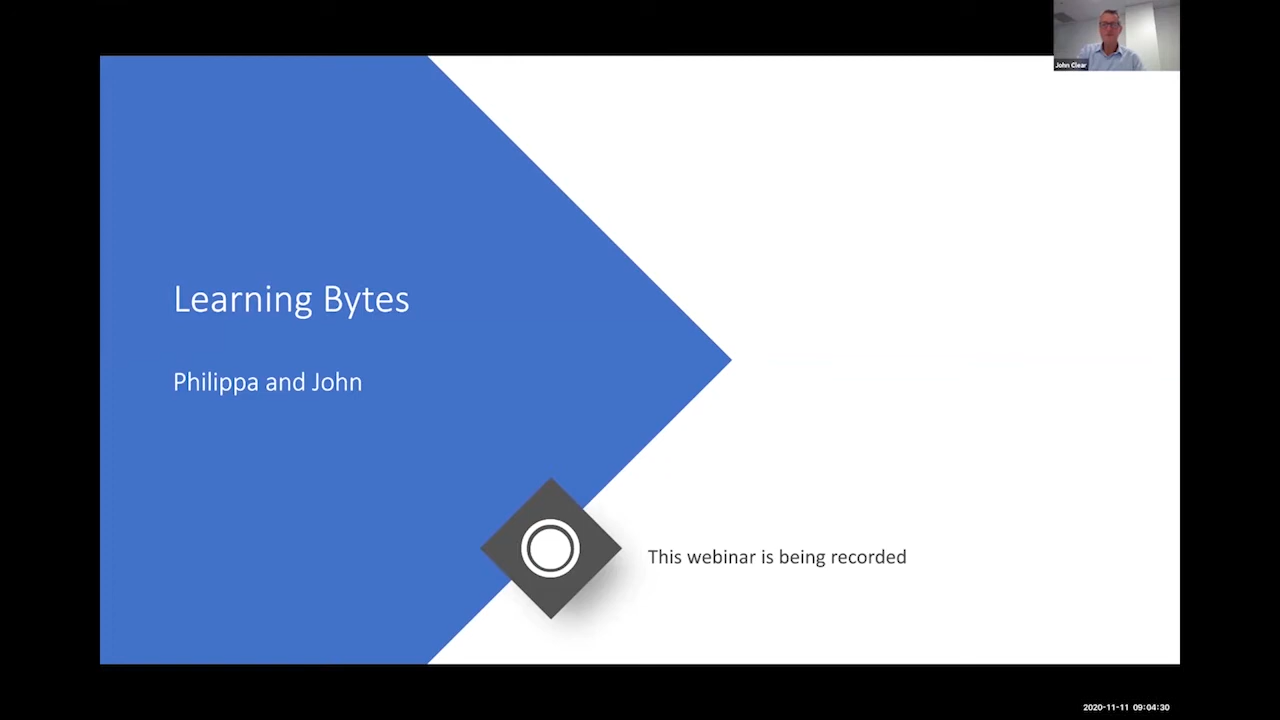 John Clear
Learning Bytes
Philippa and John
This webinar is being recorded
2020-11-11 09:04:30